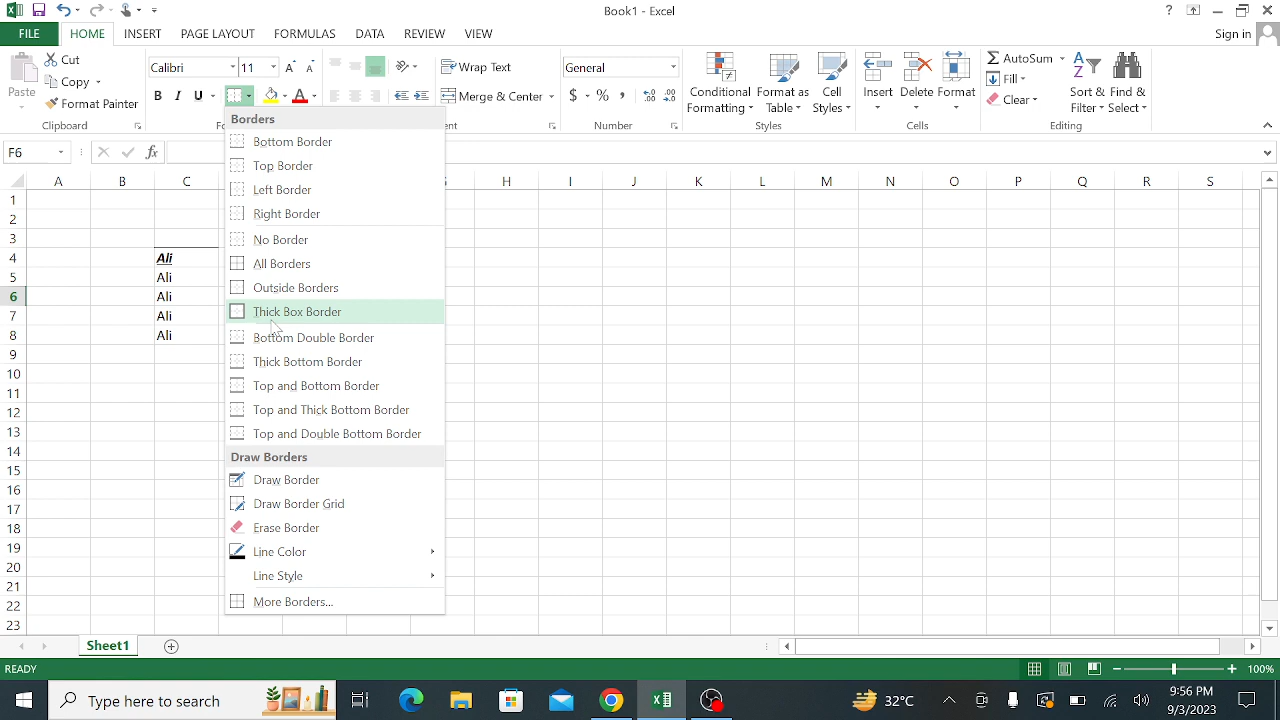 Book1 - Excel
FILE HOME INSERT PAGE LAYOUT FORMULAS DATA REVIEW VIEW Sign in
Paste
Cut
Copy
Format Painter
Clipboard
Calibri 11
B I U
Wrap Text
Merge & Center
General
$ % ,
Number
Conditional Formatting
Format as Table
Cell Styles
Styles
Insert Delete Format
Cells
AutoSum
Fill
Clear
Sort & Filter
Find & Select
Editing
F6
fx
A B C H I J K L M N O P Q R S
1
2
3
4 Ali
5 Ali
6 Ali
7 Ali
8 Ali
9
10
11
12
13
14
15
16
17
18
19
20
21
22
23
Borders
Bottom Border
Top Border
Left Border
Right Border
No Border
All Borders
Outside Borders
Thick Box Border
Bottom Double Border
Thick Bottom Border
Top and Bottom Border
Top and Thick Bottom Border
Top and Double Bottom Border
Draw Borders
Draw Border
Draw Border Grid
Erase Border
Line Color
Line Style
More Borders...
Sheet1
READY 100%
Type here to search
32°C
9:56 PM
9/3/2023